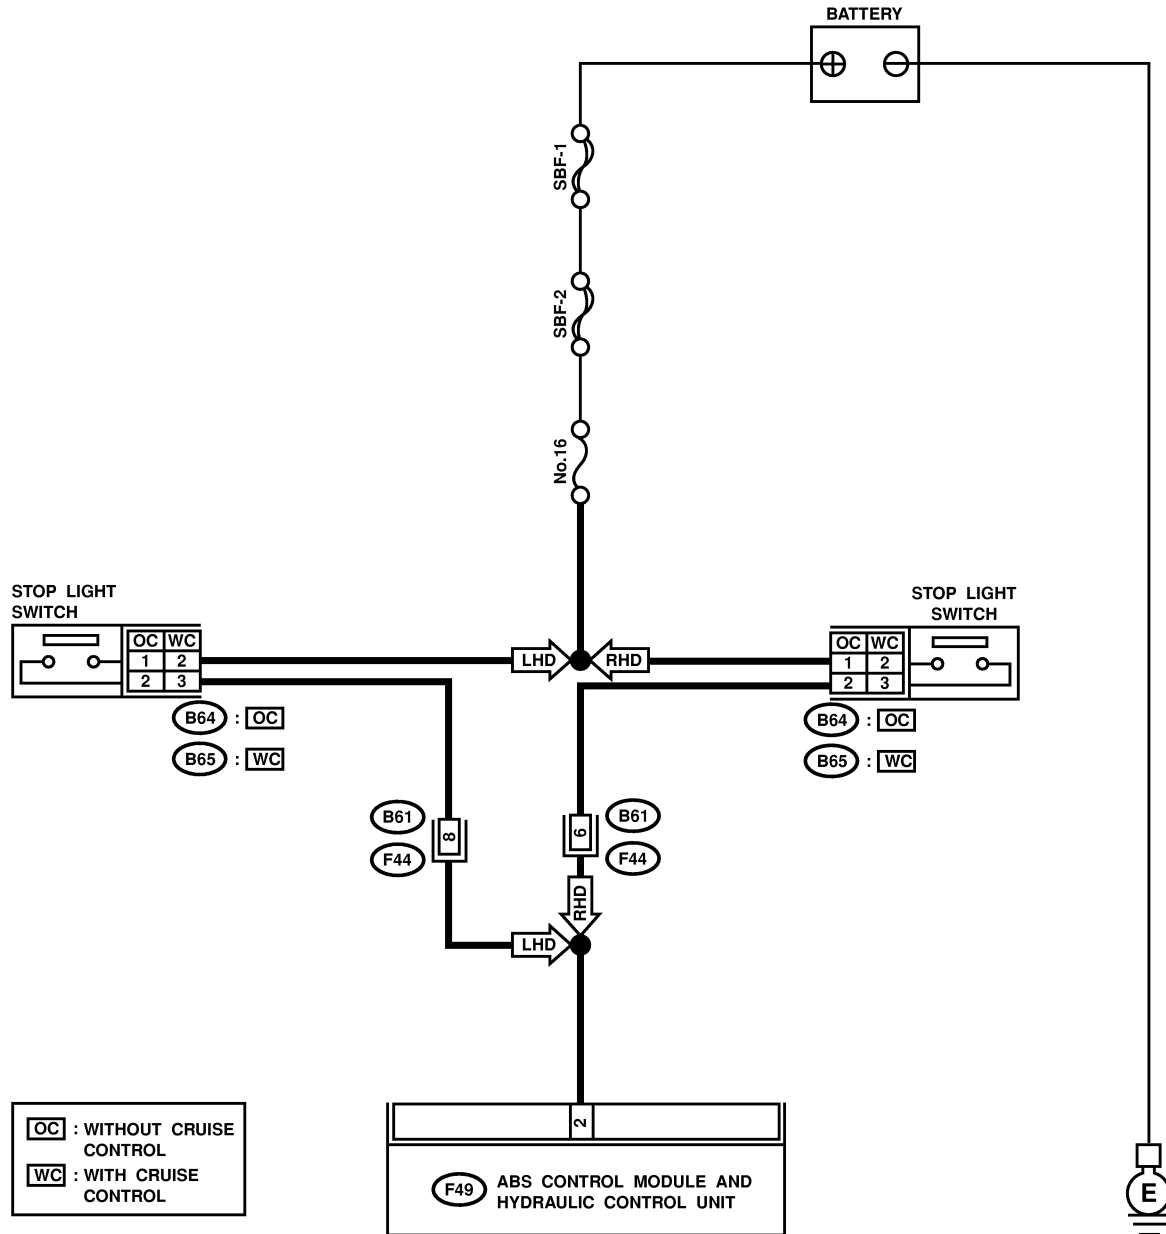 BATTERY
SBF-1
SBF-2
No.16
STOP LIGHT
SWITCH
OC WC
1 2
2 3
LHD
RHD
STOP LIGHT
SWITCH
OC WC
1 2
2 3
B64 : OC
B65 : WC
B64 : OC
B65 : WC
B61
F44
8
6
B61
F44
RHD
LHD
2
F49
ABS CONTROL MODULE AND
HYDRAULIC CONTROL UNIT
OC : WITHOUT CRUISE
CONTROL
WC : WITH CRUISE
CONTROL
E